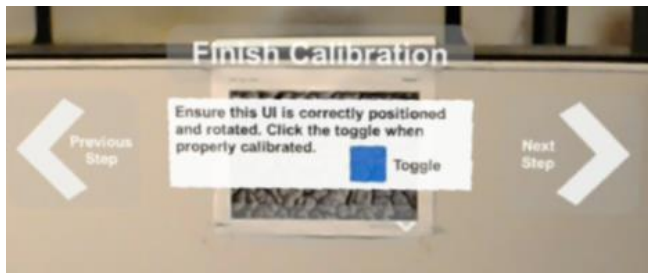 Finish Calibration
Ensure this UI is correctly positioned
and rotated. Click the toggle when
properly calibrated.
Toggle
Previous
Step
Next
Step